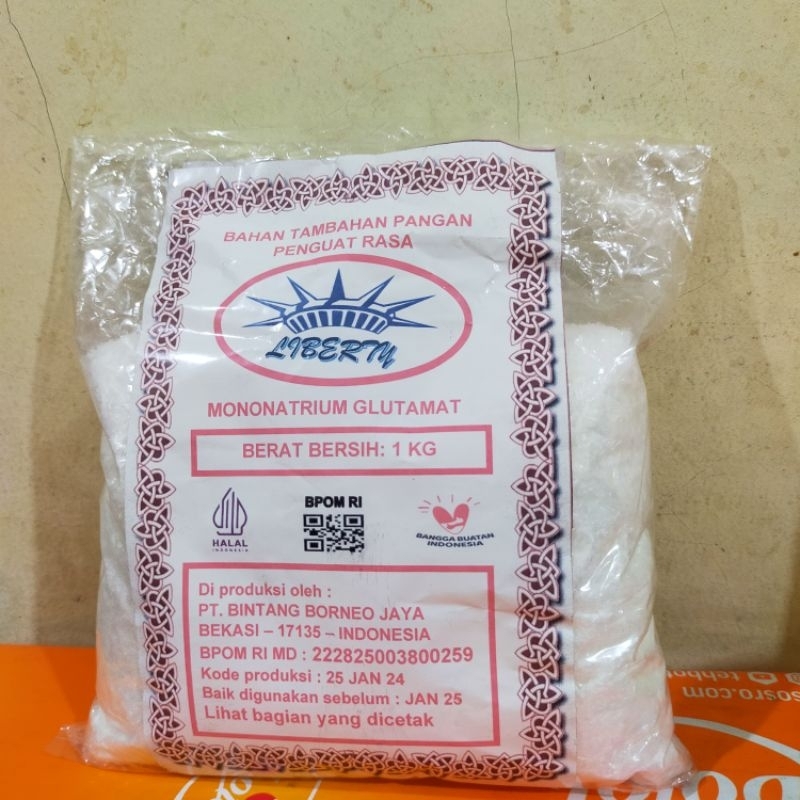 BAHAN TAMBAHAN PANGAN
PENGUAT RASA
LIBERTY
MONONATRIUM GLUTAMAT
BERAT BERSIH: 1 KG
HALAL
INDONESIA
BPOM RI
BANGGA BUATAN
INDONESIA
Di produksi oleh :
PT. BINTANG BORNEO JAYA
BEKASI – 17135 – INDONESIA
BPOM RI MD : 222825003800259
Kode produksi : 25 JAN 24
Baik digunakan sebelum : JAN 25
Lihat bagian yang dicetak
sosro.com